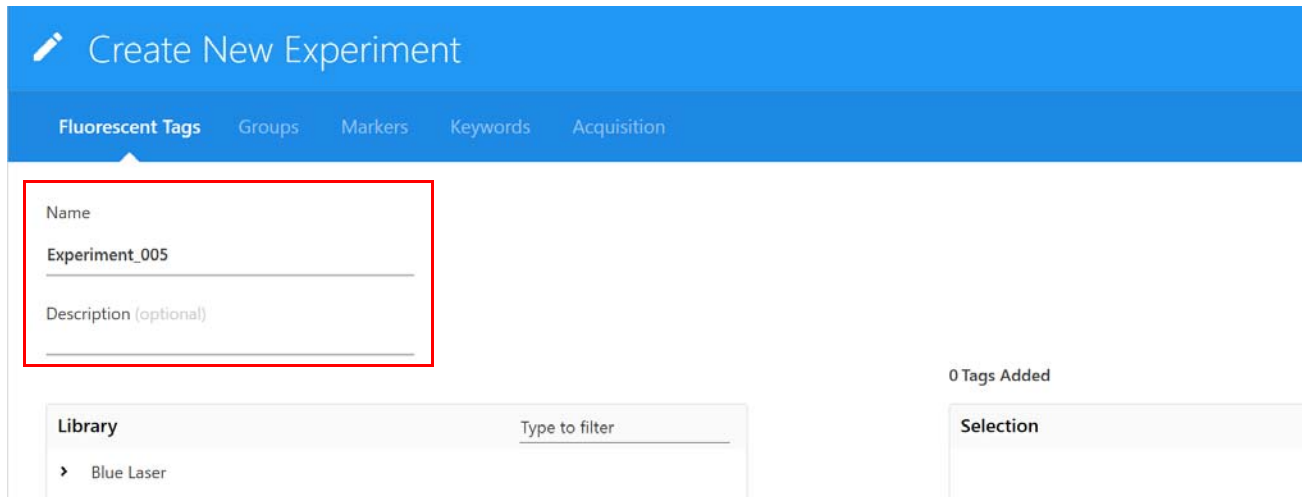 Create New Experiment
Fluorescent Tags Groups Markers Keywords Acquisition
Name
Experiment_005
Description (optional)
0 Tags Added
Library Type to filter
Selection
Blue Laser